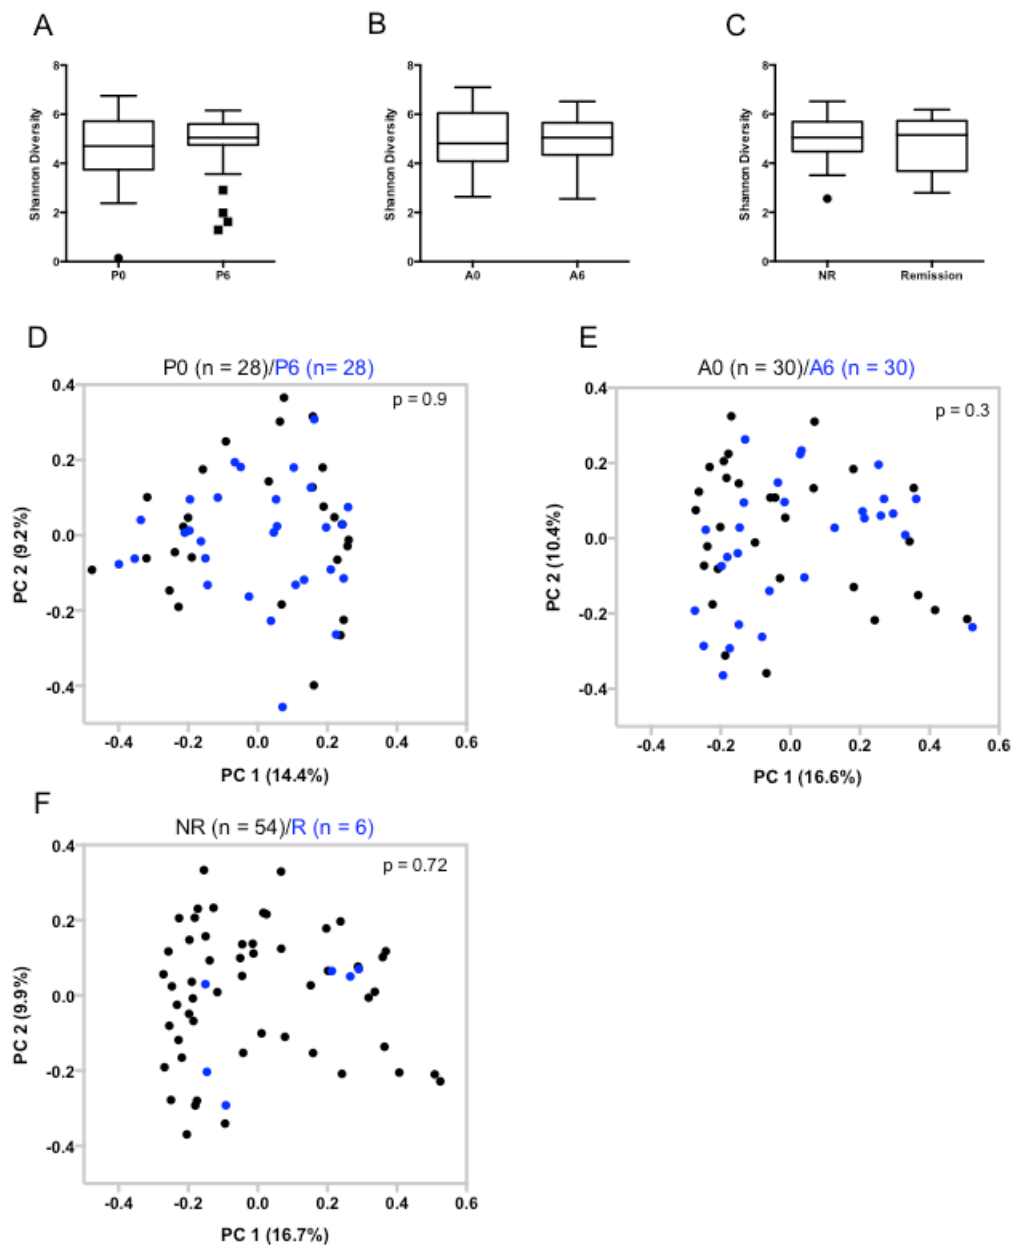 A
B
C
8
6
4
2
0
Shannon Diversity
P0
P6
8
6
4
2
0
Shannon Diversity
A0
A6
8
6
4
2
0
Shannon Diversity
NR
Remission
D
P0 (n = 28)/P6 (n= 28)
p = 0.9
0.4
0.2
0.0
-0.2
-0.4
PC 2 (9.2%)
-0.4 -0.2 0.0 0.2 0.4 0.6
PC 1 (14.4%)
E
A0 (n = 30)/A6 (n = 30)
p = 0.3
0.4
0.2
0.0
-0.2
-0.4
PC 2 (10.4%)
-0.4 -0.2 0.0 0.2 0.4 0.6
PC 1 (16.6%)
F
NR (n = 54)/R (n = 6)
p = 0.72
0.4
0.2
0.0
-0.2
-0.4
PC 2 (9.9%)
-0.4 -0.2 0.0 0.2 0.4 0.6
PC 1 (16.7%)